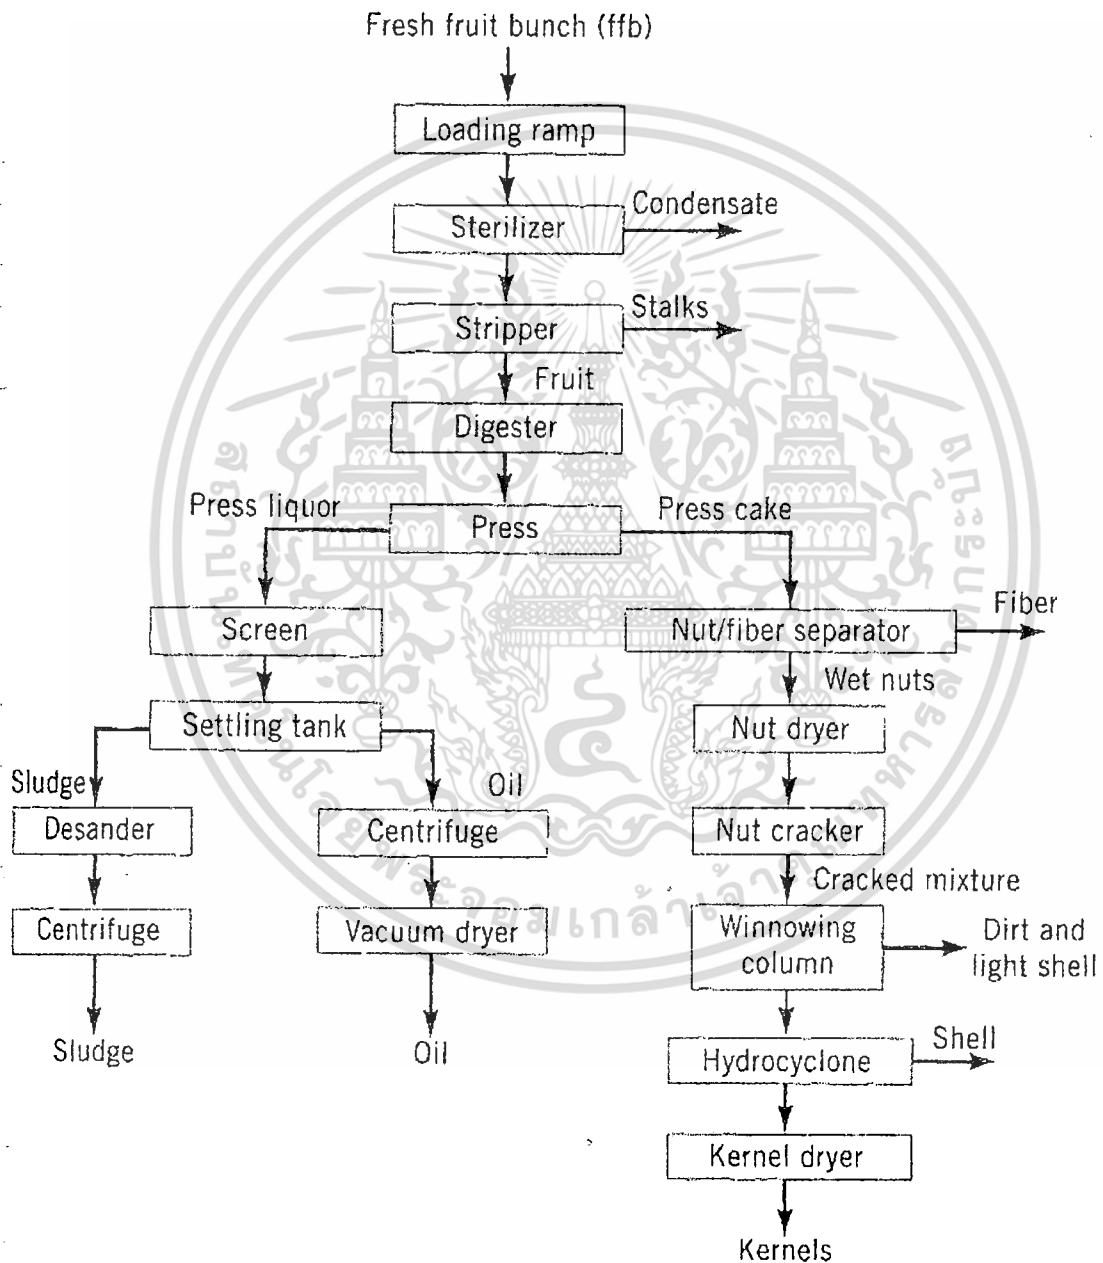 Fresh fruit bunch (ffb)
Loading ramp
Sterilizer
Condensate
Stripper
Stalks
Fruit
Digester
Press liquor
Press
Press cake
Screen
Nut/fiber separator
Fiber
Wet nuts
Settling tank
Nut dryer
Sludge
Oil
Desander
Centrifuge
Nut cracker
Cracked mixture
Centrifuge
Vacuum dryer
Winnowing
column
Dirt and
light shell
Sludge
Oil
Hydrocyclone
Shell
Kernel dryer
Kernels